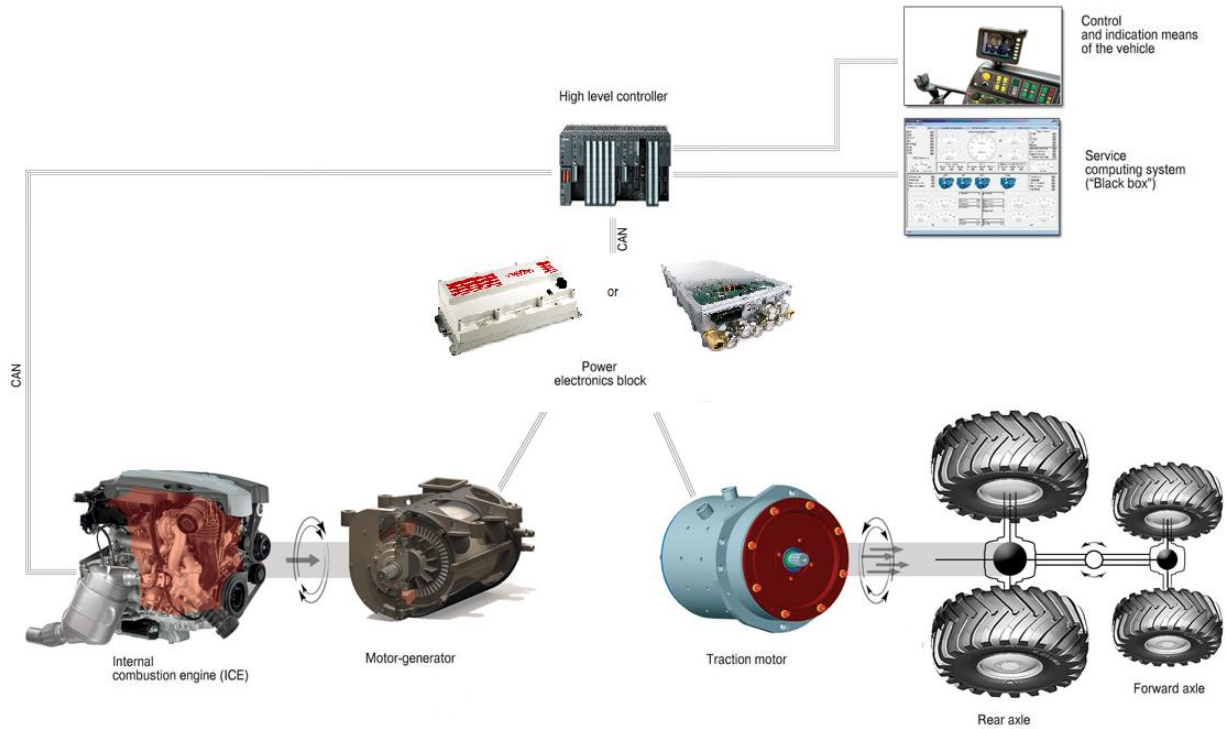 Control
and indication means
of the vehicle
High level controller
Service
computing system
("Black box")
CAN
or
CAN
Power
electronics block
Internal
combustion engine (ICE)
Motor-generator
Traction motor
Forward axle
Rear axle